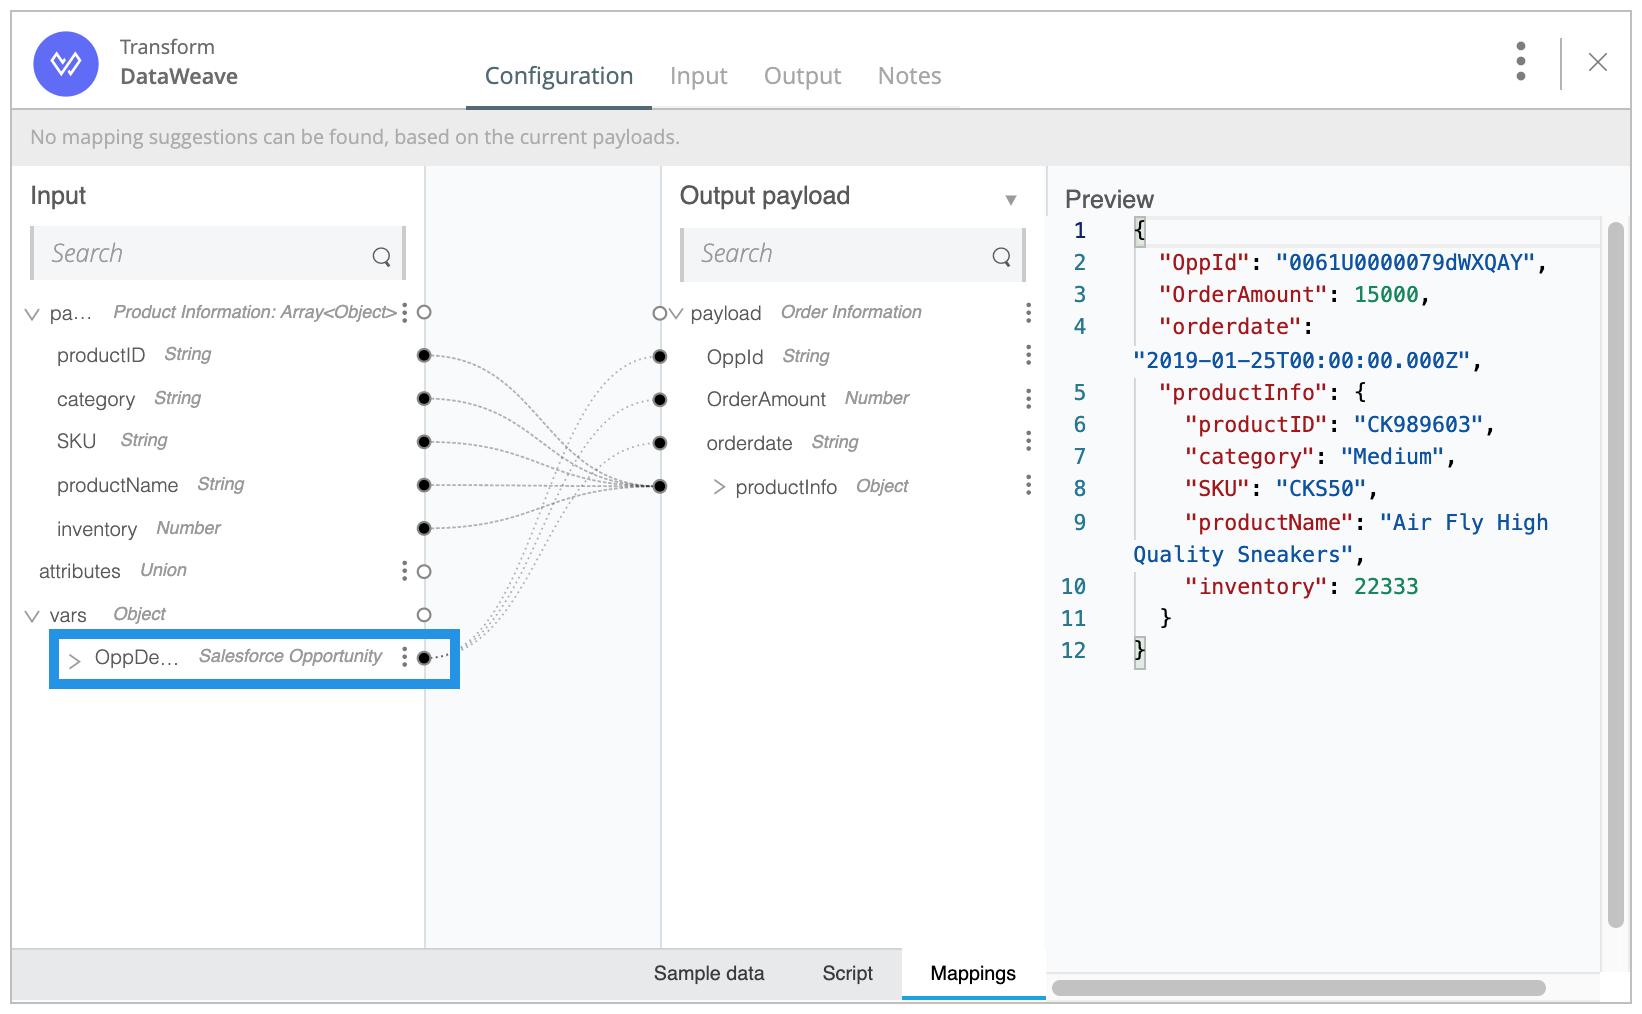 Transform
DataWeave
Configuration Input Output Notes
No mapping suggestions can be found, based on the current payloads.
Input
Search
pa... Product Information: Array<Object>
productID String
category String
SKU String
productName String
inventory Number
attributes Union
vars Object
OppDe... Salesforce Opportunity
Output payload
Search
payload Order Information
OppId String
OrderAmount Number
orderdate String
productInfo Object
Preview
1 {
2 "OppId": "0061U0000079dWXQAY",
3 "OrderAmount": 15000,
4 "orderdate":
"2019-01-25T00:00:00.000Z",
5 "productInfo": {
6 "productID": "CK989603",
7 "category": "Medium",
8 "SKU": "CKS50",
9 "productName": "Air Fly High
Quality Sneakers",
10 "inventory": 22333
11 }
12 }
Sample data Script Mappings